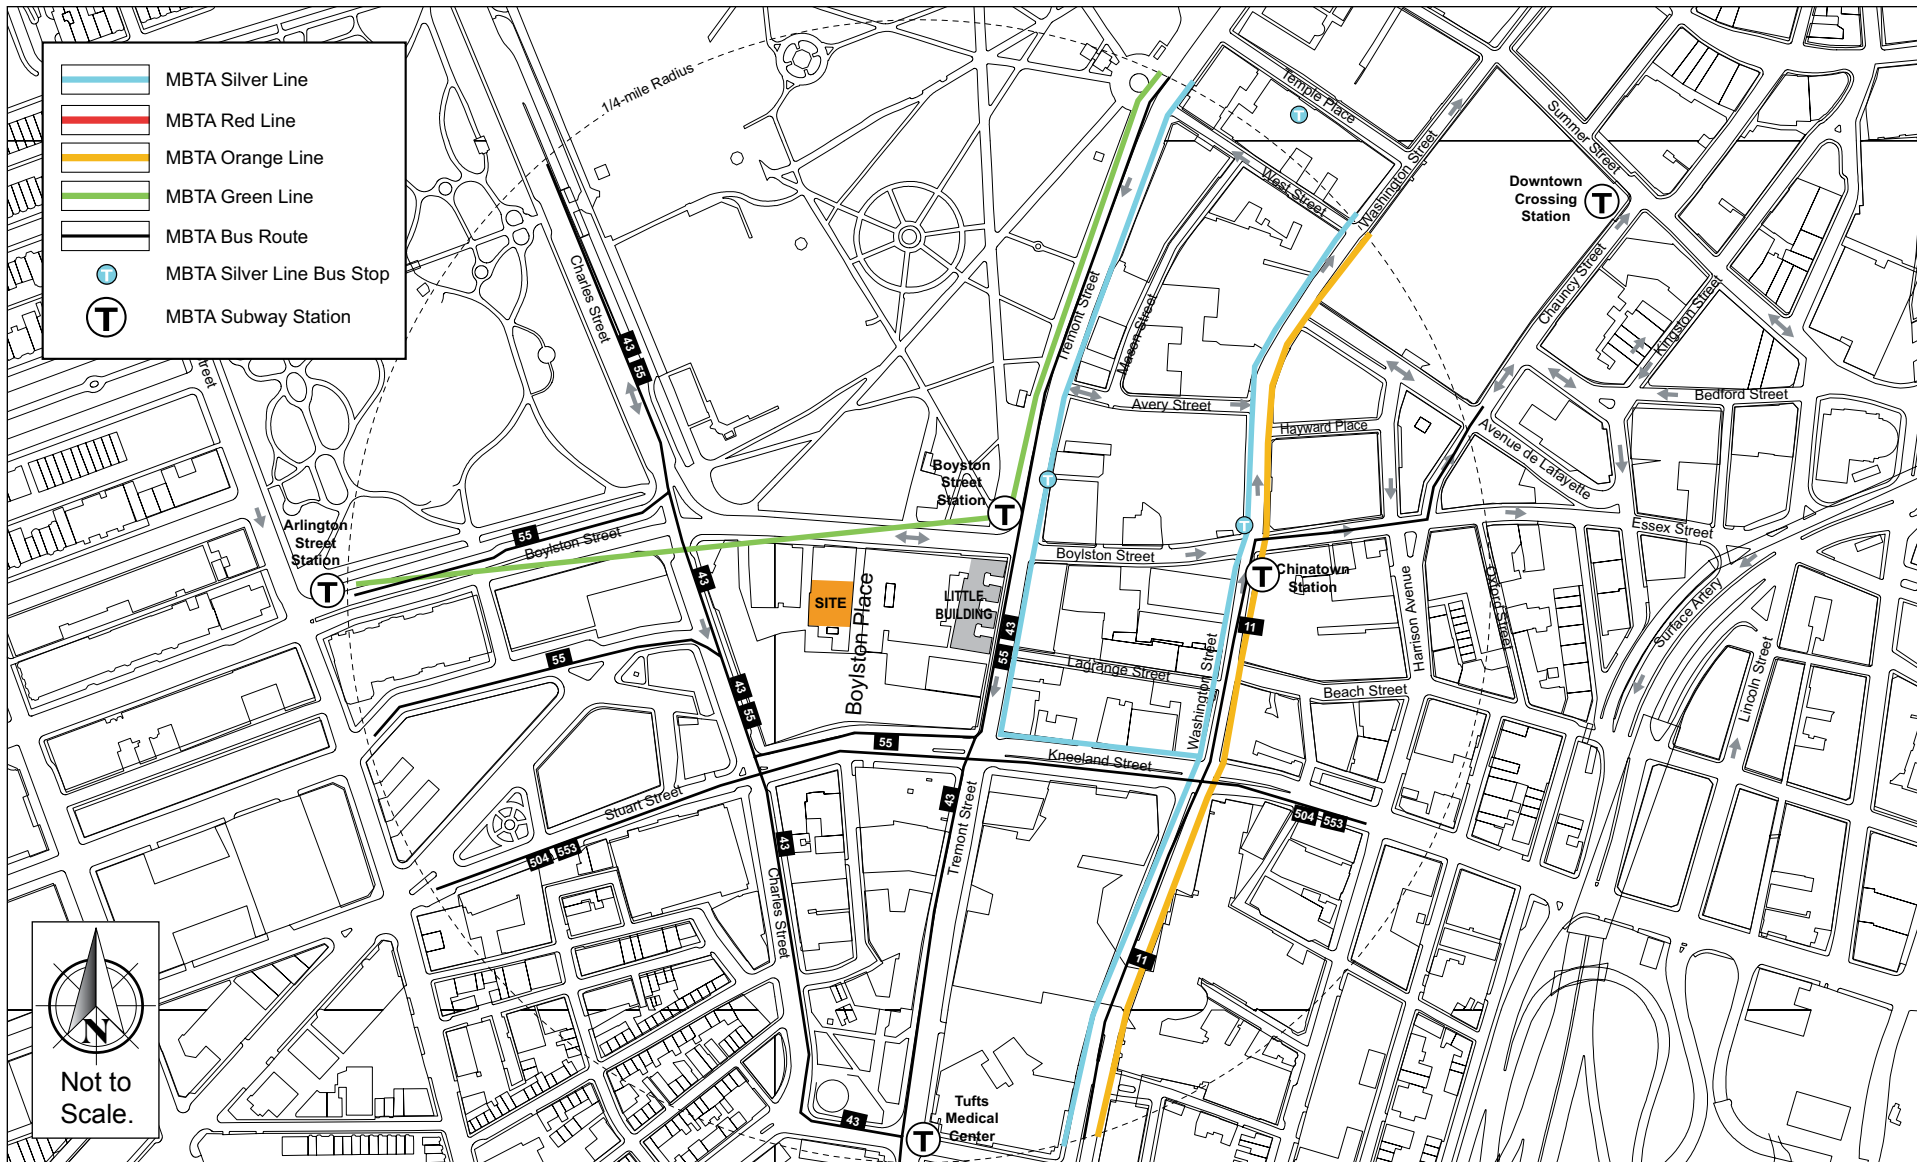 MBTA Silver Line
MBTA Red Line
MBTA Orange Line
MBTA Green Line
MBTA Bus Route
T MBTA Silver Line Bus Stop
T MBTA Subway Station
1/4-mile Radius
Temple Place
T
Summer Street
Washington Street
West Street
Downtown
Crossing
Station
T
Charles Street
Tremont Street
Mason Street
Chauncy Street
Kingston Street
reet
43
55
Avery Street
Bedford Street
Hayward Place
Avenue de Lafayette
Boyston
Street
Station
T
T
T
Arlington
Street
Station
T
55
Boylston Street
Boylston Street
Essex Street
Chinatown
Station
T
43
SITE
Boylston Place
LITTLE
BUILDING
43
55
11
Harrison Avenue
Oxford Street
Surface Artery
Lincoln Street
Lagrange Street
Washington Street
Beach Street
55
43
55
55
Kneeland Street
Stuart Street
43
Tremont Street
504
553
504
553
43
Charles Street
11
N
Not to
Scale.
43
Tufts
Medical
Center
T